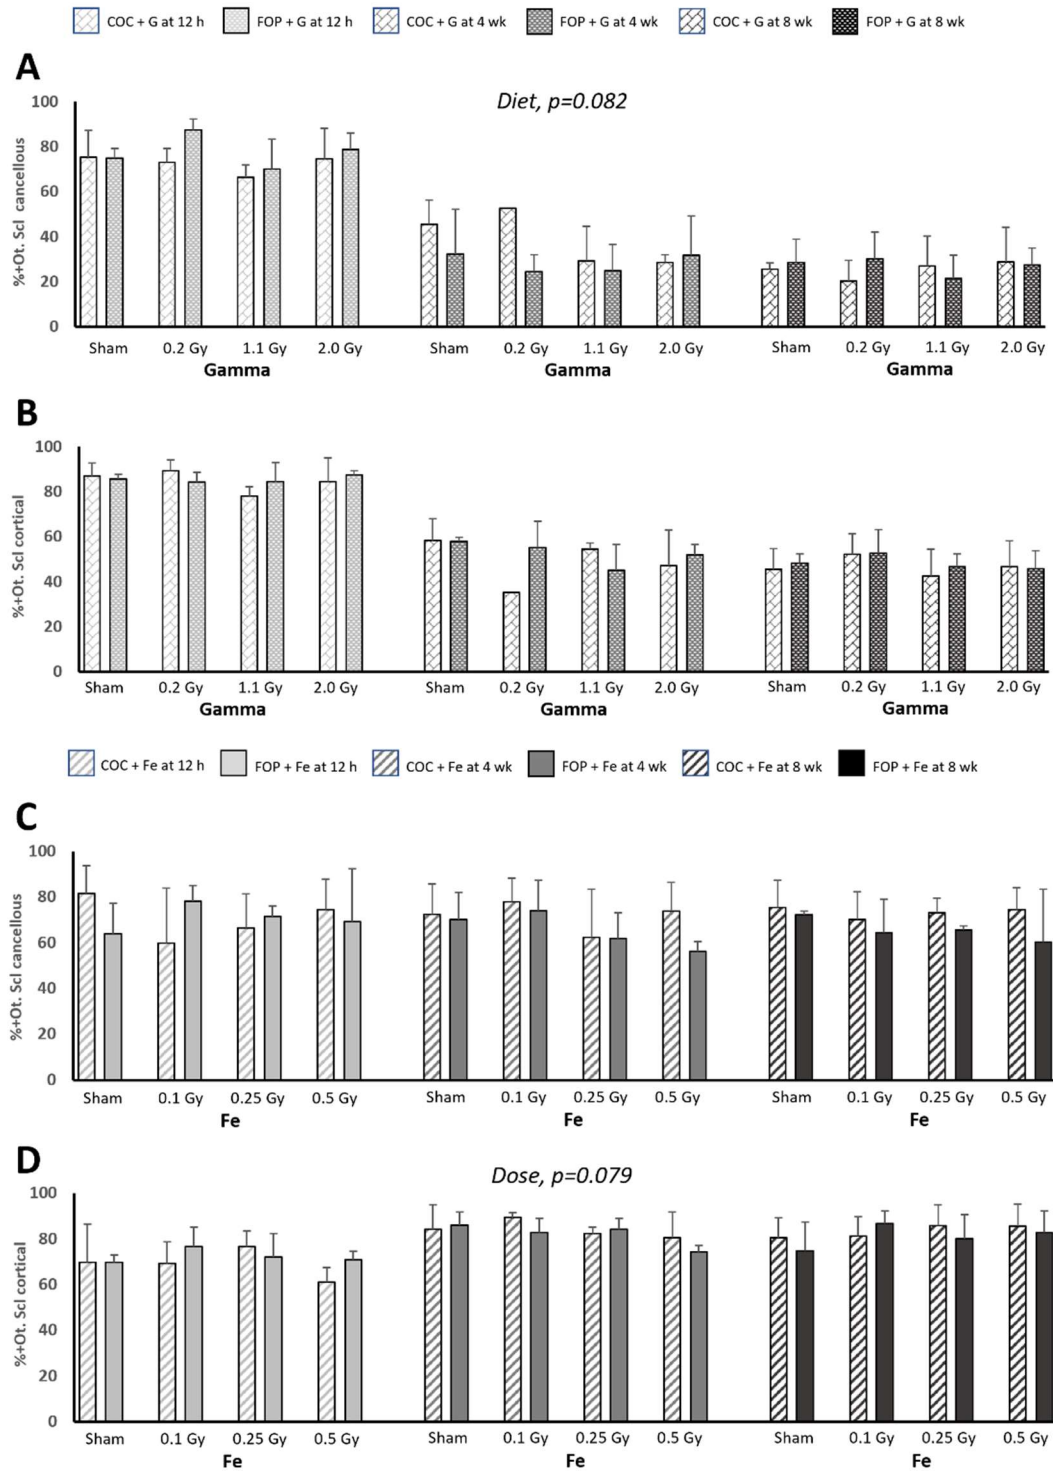 COC + G at 12 h FOP + G at 12 h COC + G at 4 wk FOP + G at 4 wk COC + G at 8 wk FOP + G at 8 wk
A
Diet, p=0.082
%+Ot. Scl cancellous
100
80
60
40
20
0
Sham 0.2 Gy 1.1 Gy 2.0 Gy Sham 0.2 Gy 1.1 Gy 2.0 Gy Sham 0.2 Gy 1.1 Gy 2.0 Gy
Gamma Gamma Gamma
B
%+Ot. Scl cortical
100
80
60
40
20
0
Sham 0.2 Gy 1.1 Gy 2.0 Gy Sham 0.2 Gy 1.1 Gy 2.0 Gy Sham 0.2 Gy 1.1 Gy 2.0 Gy
Gamma Gamma Gamma
COC + Fe at 12 h FOP + Fe at 12 h COC + Fe at 4 wk FOP + Fe at 4 wk COC + Fe at 8 wk FOP + Fe at 8 wk
C
%+Ot. Scl cancellous
100
80
60
40
20
0
Sham 0.1 Gy 0.25 Gy 0.5 Gy Sham 0.1 Gy 0.25 Gy 0.5 Gy Sham 0.1 Gy 0.25 Gy 0.5 Gy
Fe Fe Fe
D
Dose, p=0.079
%+Ot. Scl cortical
100
80
60
40
20
0
Sham 0.1 Gy 0.25 Gy 0.5 Gy Sham 0.1 Gy 0.25 Gy 0.5 Gy Sham 0.1 Gy 0.25 Gy 0.5 Gy
Fe Fe Fe